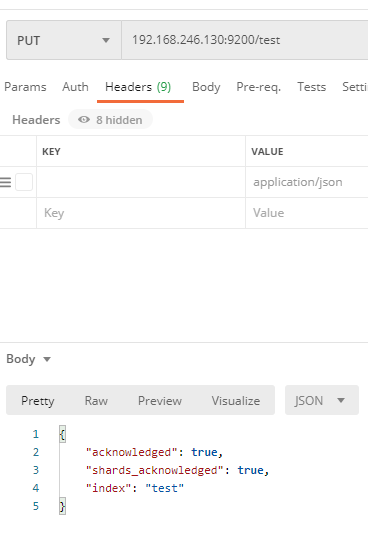 PUT 192.168.246.130:9200/test
Params Auth Headers (9) Body Pre-req. Tests Setti
Headers 8 hidden
KEY VALUE
application/json
Key Value
Body
Pretty Raw Preview Visualize JSON
1 {
2 "acknowledged": true,
3 "shards_acknowledged": true,
4 "index": "test"
5 }